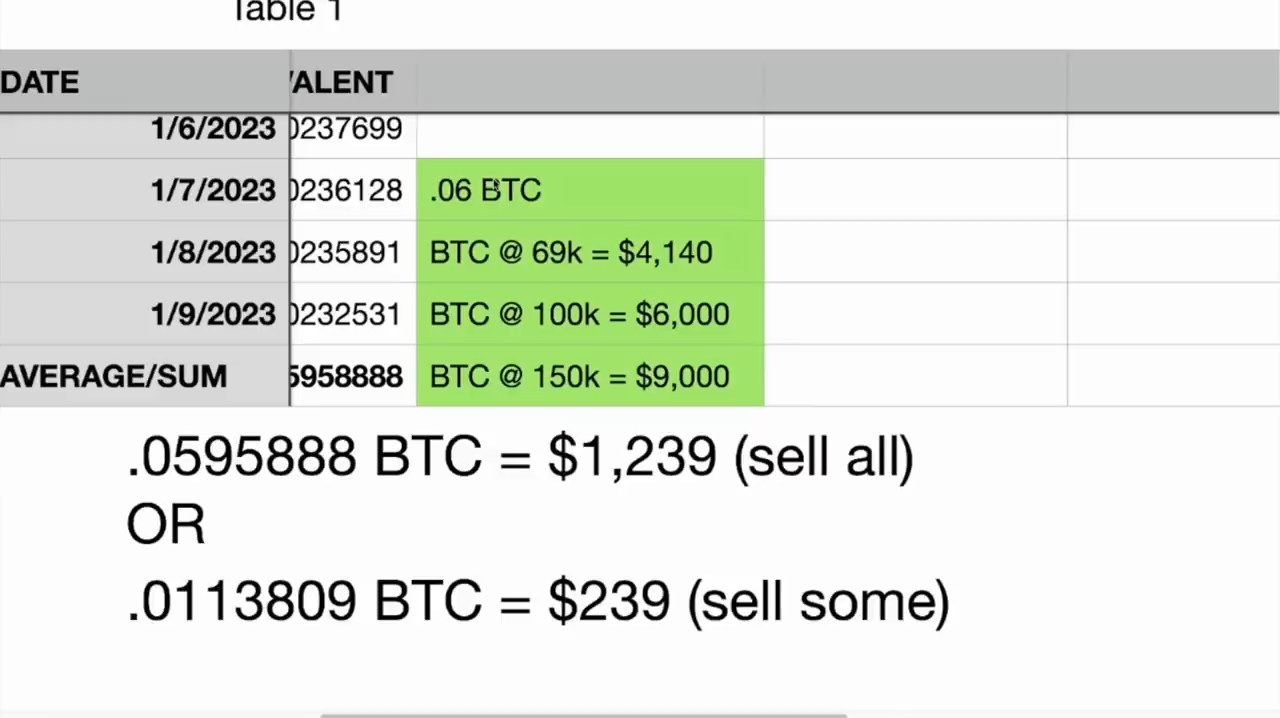 Table 1
DATE VALENT
1/6/2023 0237699
1/7/2023 0236128 .06 BTC
1/8/2023 0235891 BTC @ 69k = $4,140
1/9/2023 0232531 BTC @ 100k = $6,000
AVERAGE/SUM 5958888 BTC @ 150k = $9,000
.0595888 BTC = $1,239 (sell all)
OR
.0113809 BTC = $239 (sell some)